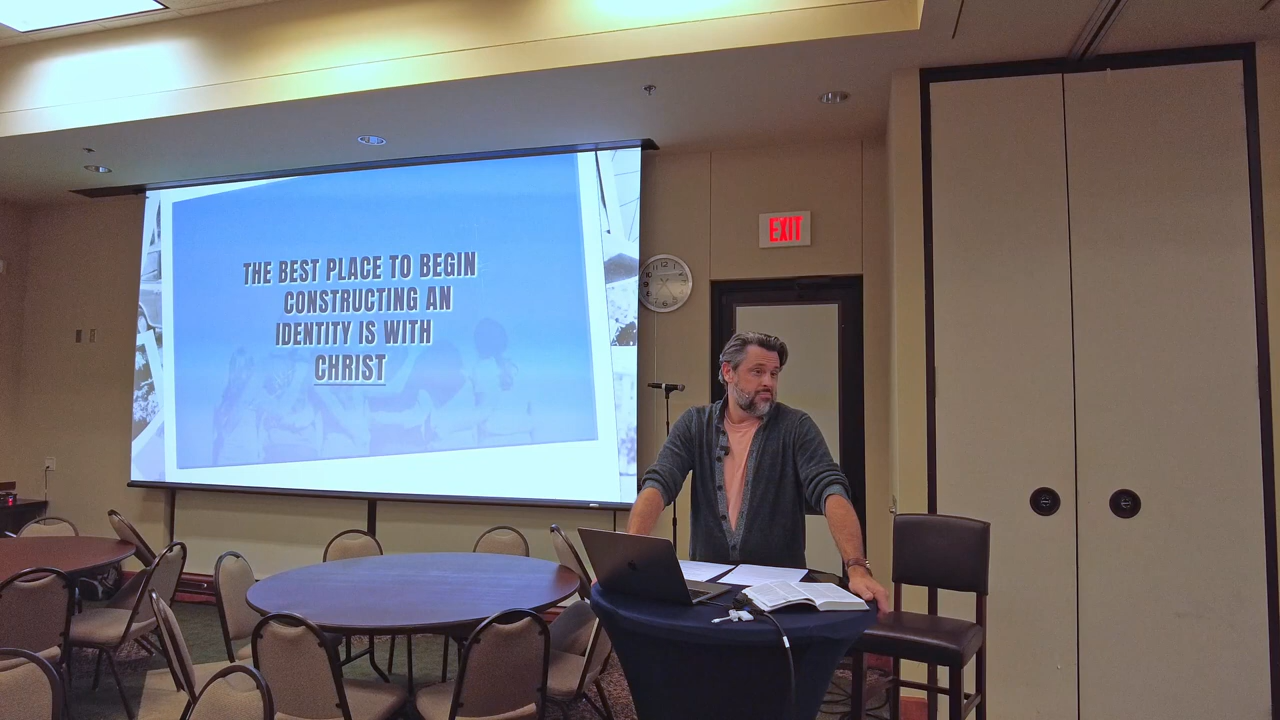 THE BEST PLACE TO BEGIN
CONSTRUCTING AN
IDENTITY IS WITH
CHRIST
EXIT